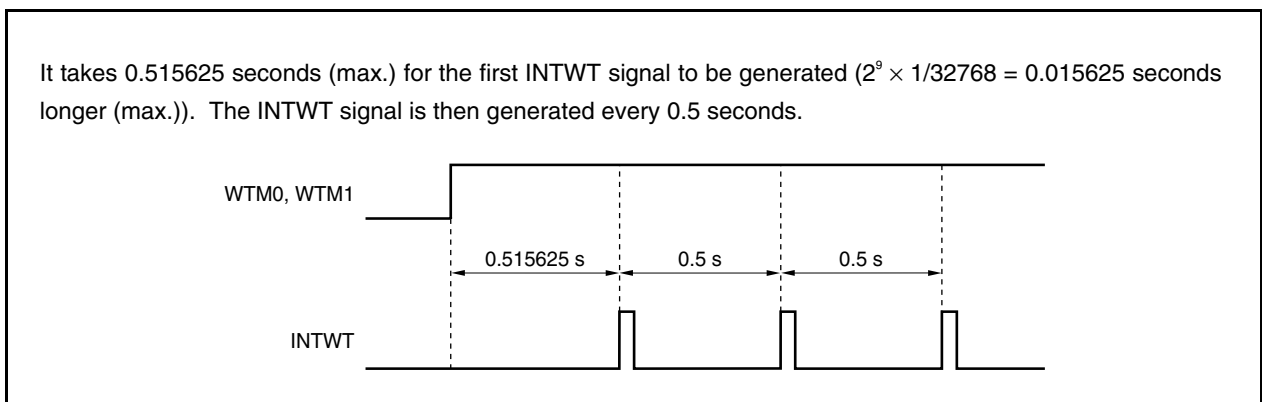 It takes 0.515625 seconds (max.) for the first INTWT signal to be generated (2⁹ × 1/32768 = 0.015625 seconds
longer (max.)). The INTWT signal is then generated every 0.5 seconds.
WTM0, WTM1
0.515625 s 0.5 s 0.5 s
INTWT